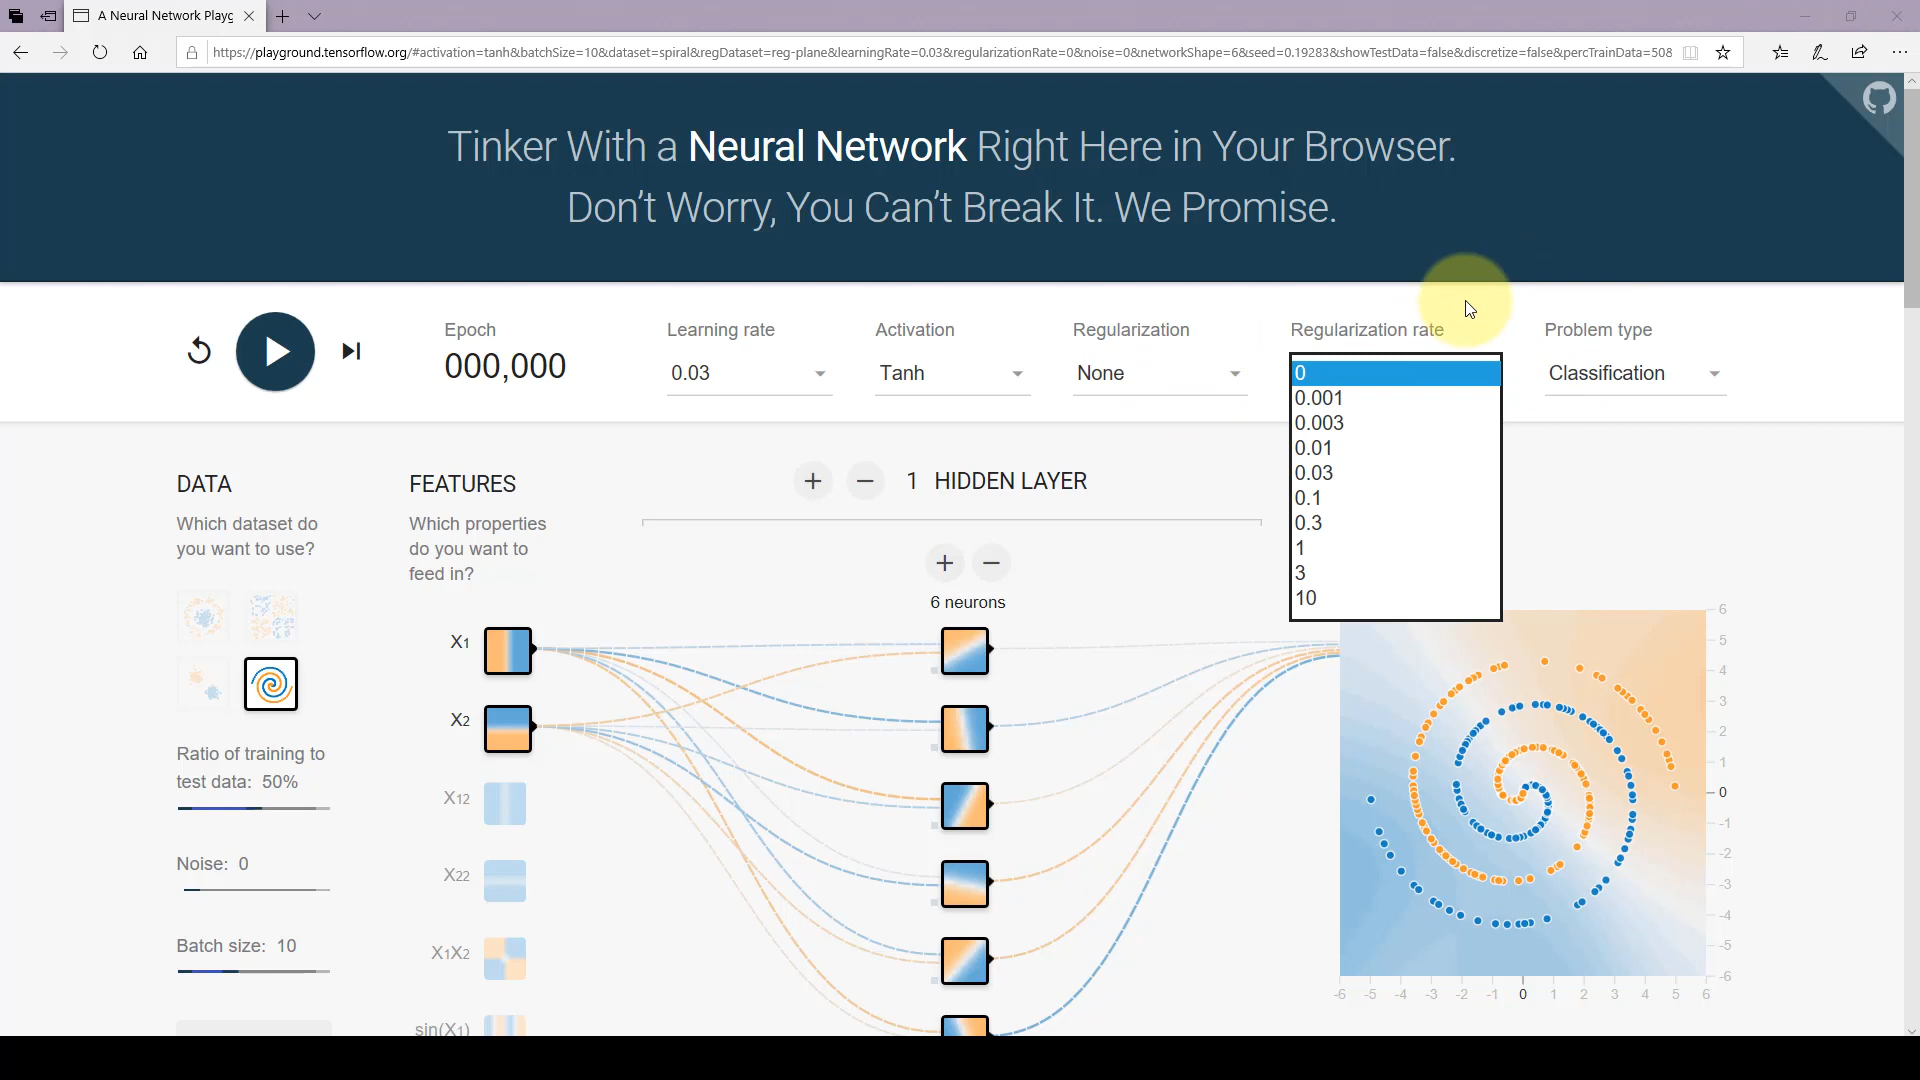 A Neural Network Playg
https://playground.tensorflow.org/#activation=tanh&batchSize=10&dataset=spiral&regDataset=reg-plane&learningRate=0.03&regularizationRate=0&noise=0&networkShape=6&seed=0.19283&showTestData=false&discretize=false&percTrainData=508
Tinker With a Neural Network Right Here in Your Browser.
Don't Worry, You Can't Break It. We Promise.
Epoch
000,000
Learning rate
0.03
Activation
Tanh
Regularization
None
Regularization rate
0
0.001
0.003
0.01
0.03
0.1
0.3
1
3
10
Problem type
Classification
DATA
Which dataset do
you want to use?
Ratio of training to
test data: 50%
Noise: 0
Batch size: 10
FEATURES
Which properties
do you want to
feed in?
X1
X2
X12
X22
X1X2
sin(X1)
1 HIDDEN LAYER
6 neurons
6
5
4
3
2
1
0
-1
-2
-3
-4
-5
-6
-6 -5 -4 -3 -2 -1 0 1 2 3 4 5 6